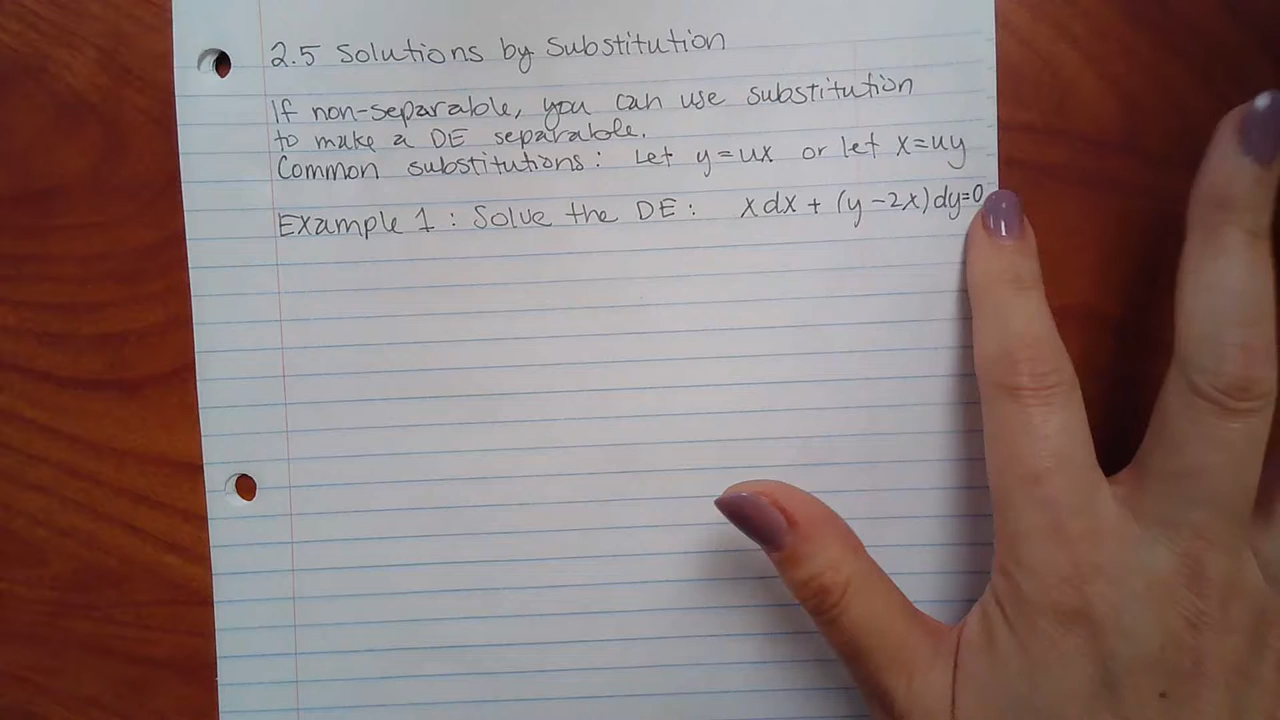 2.5 Solutions by Substitution
If non-separable, you can use substitution
to make a DE separable.
Common substitutions: Let y=ux or let x=uy
Example 1: Solve the DE: xdx + (y-2x)dy=0